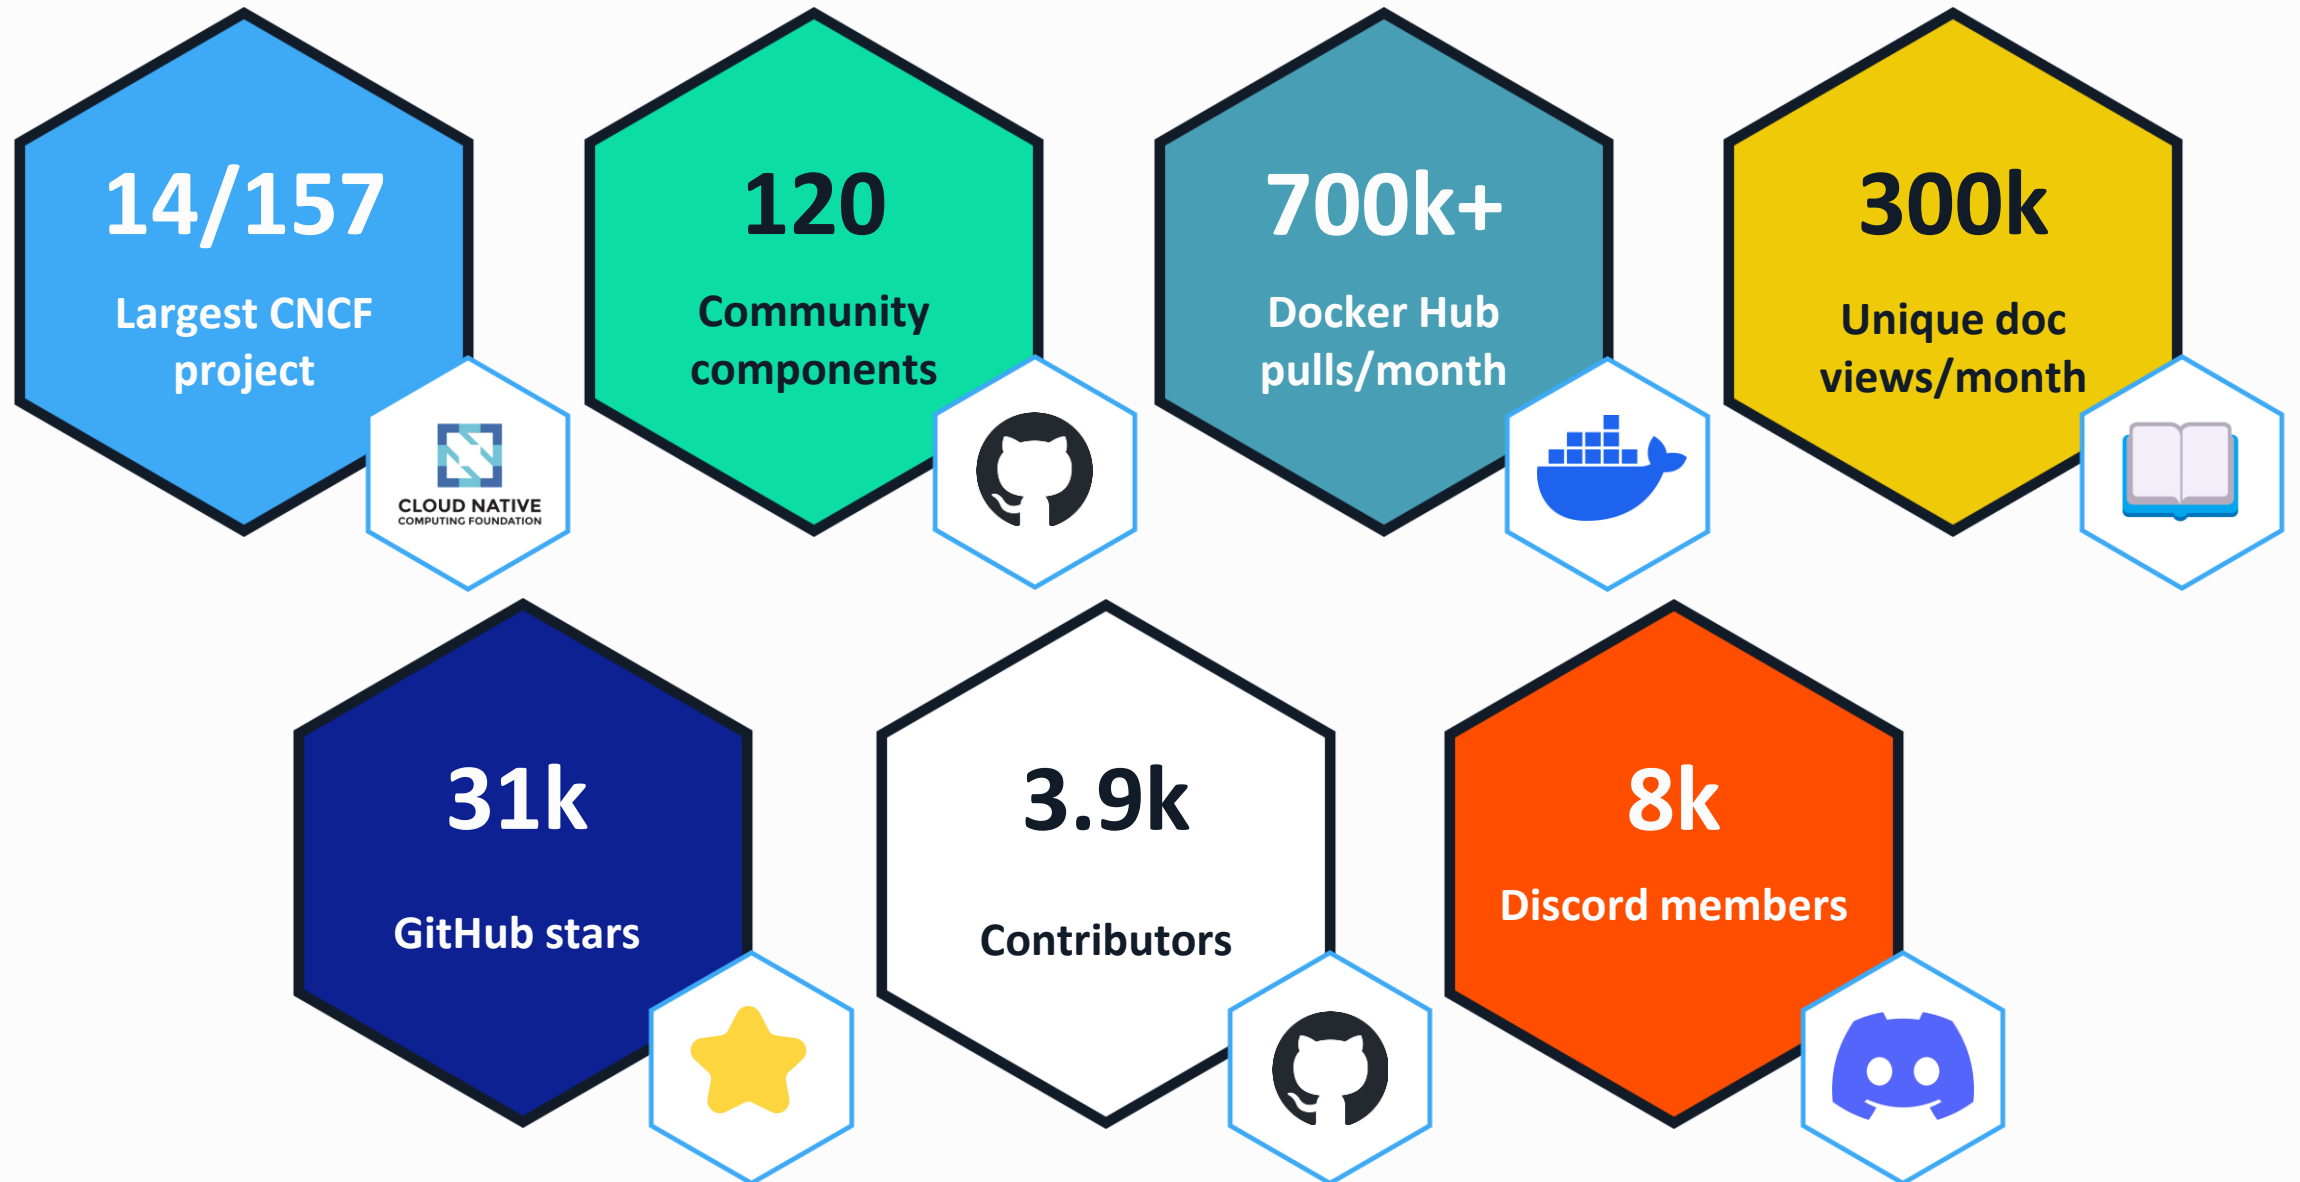 14/157
Largest CNCF
project
CLOUD NATIVE
COMPUTING FOUNDATION
120
Community
components
700k+
Docker Hub
pulls/month
300k
Unique doc
views/month
31k
GitHub stars
3.9k
Contributors
8k
Discord members